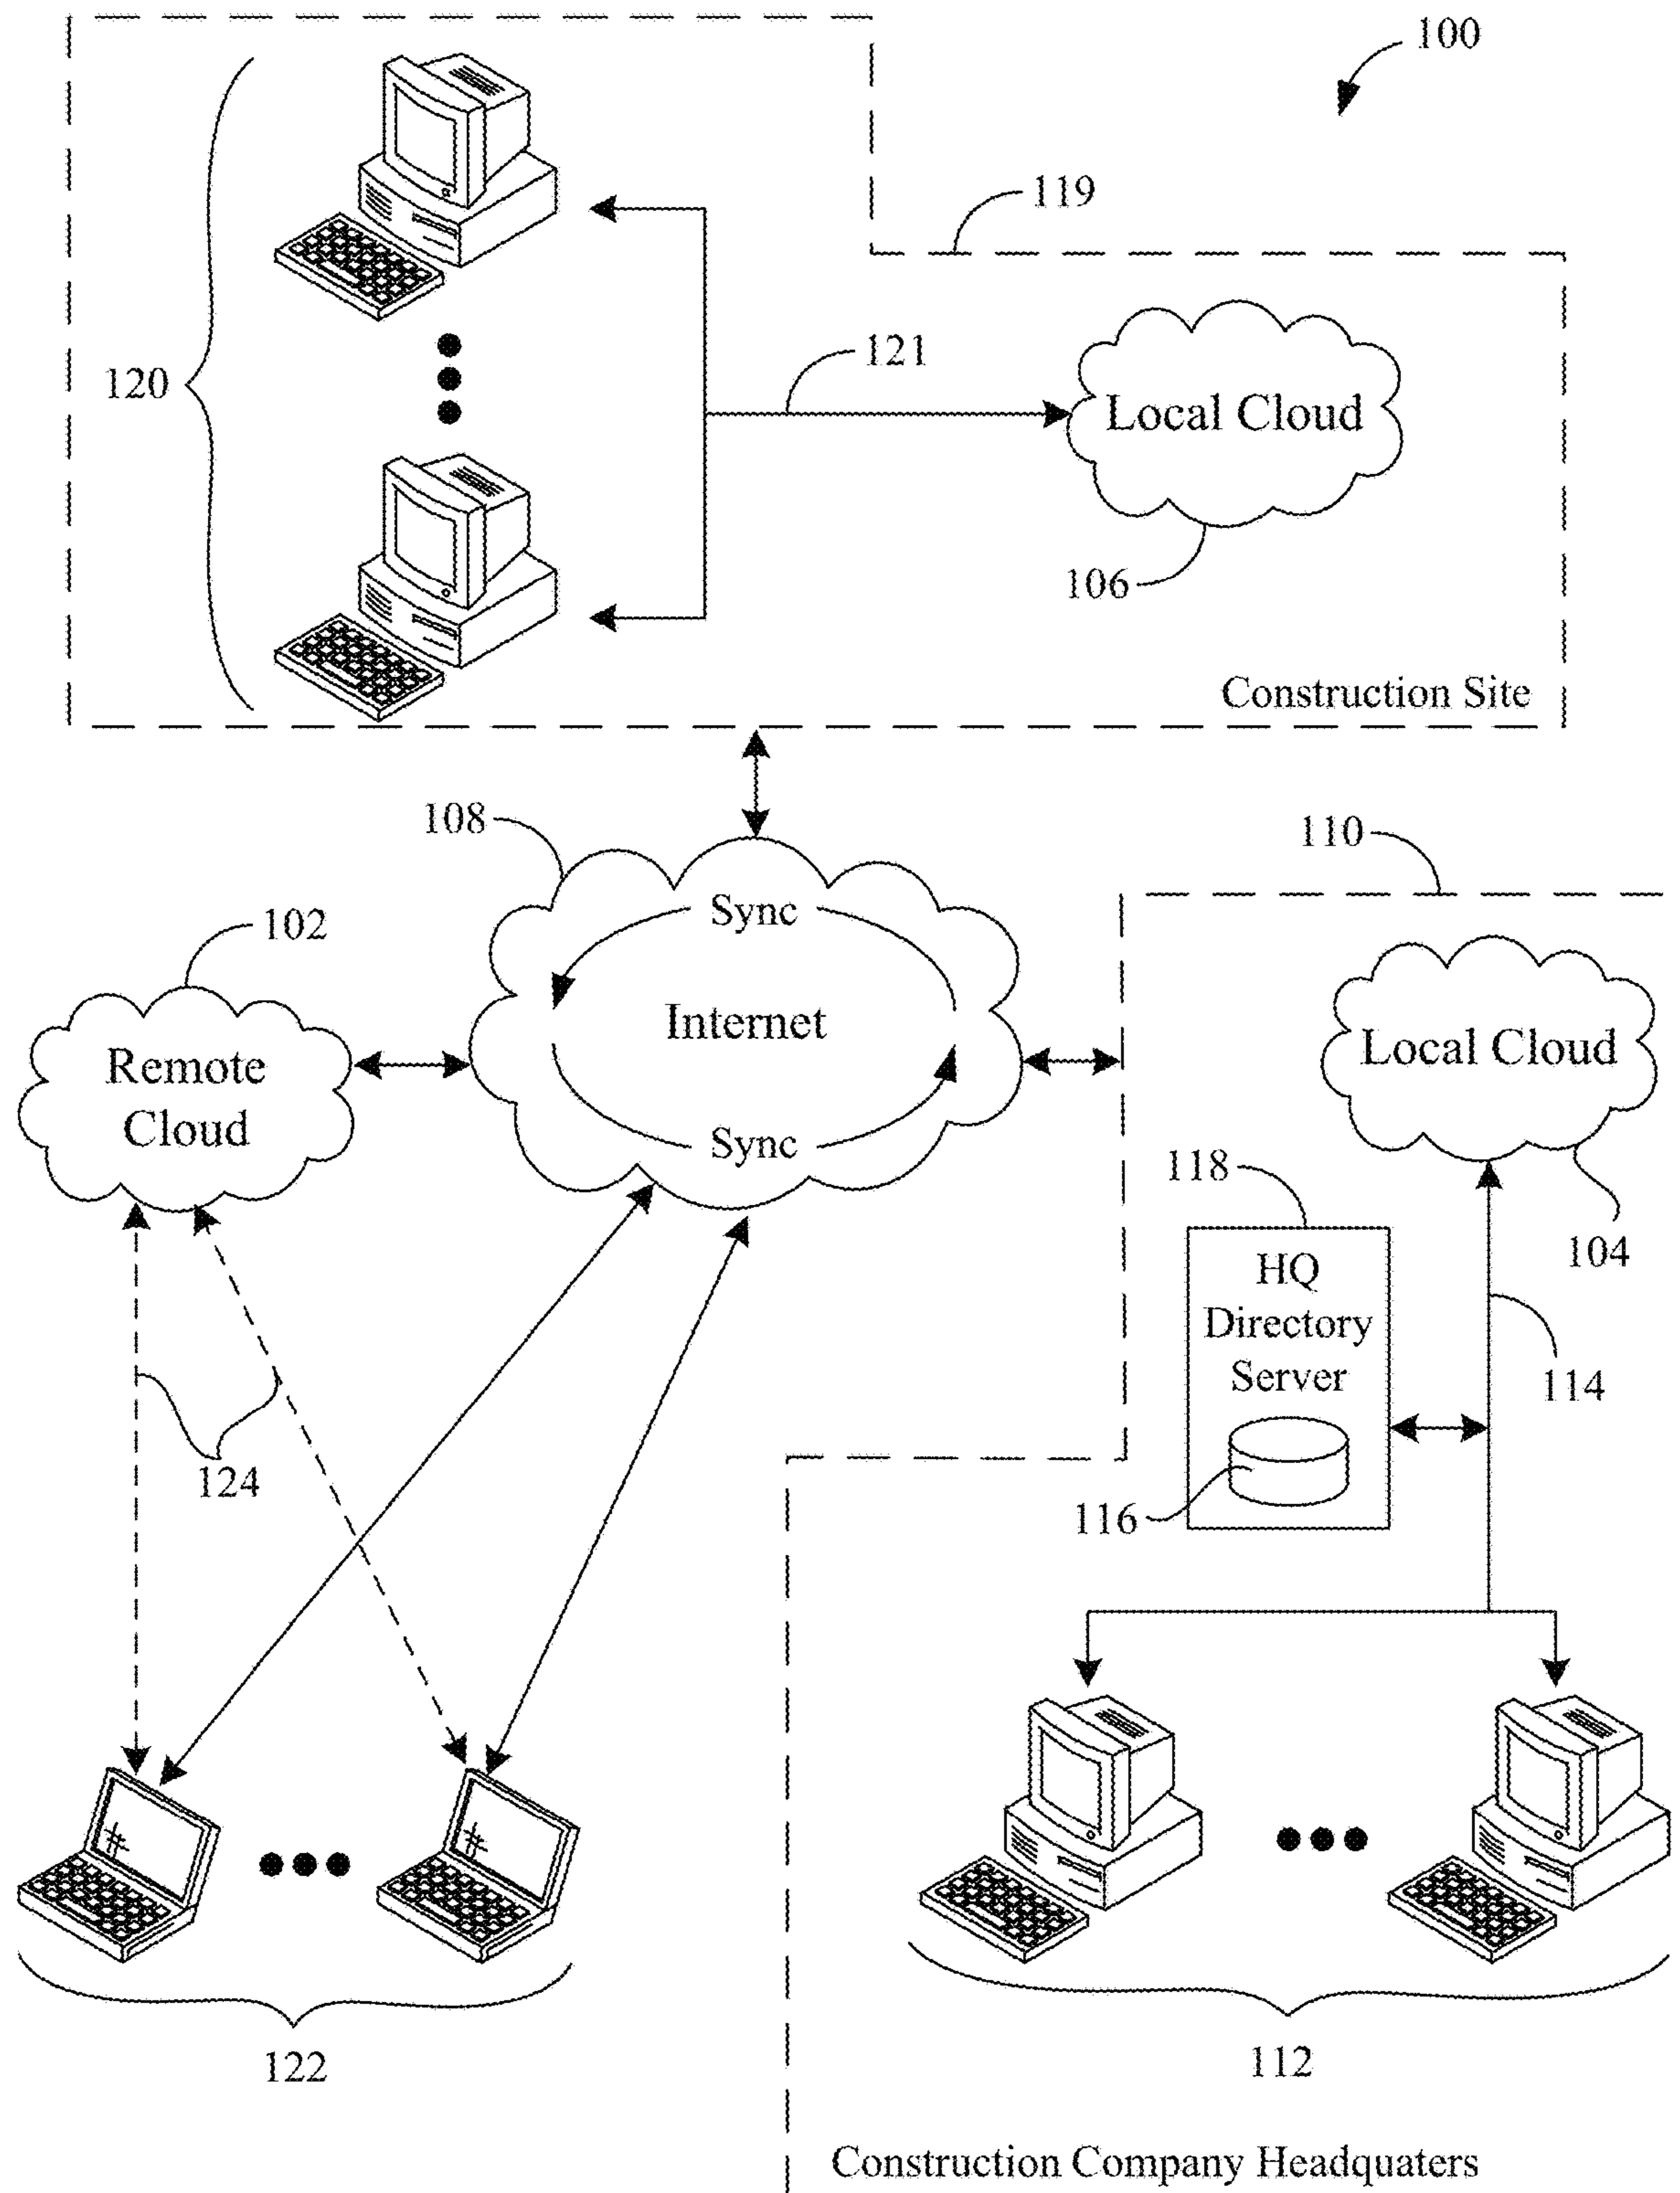 100
119
120
121
Local Cloud
106
Construction Site
108
110
102
Sync
Internet
Sync
Remote
Cloud
Local Cloud
118
104
HQ
Directory
Server
114
124
116
122
112
Construction Company Headquaters